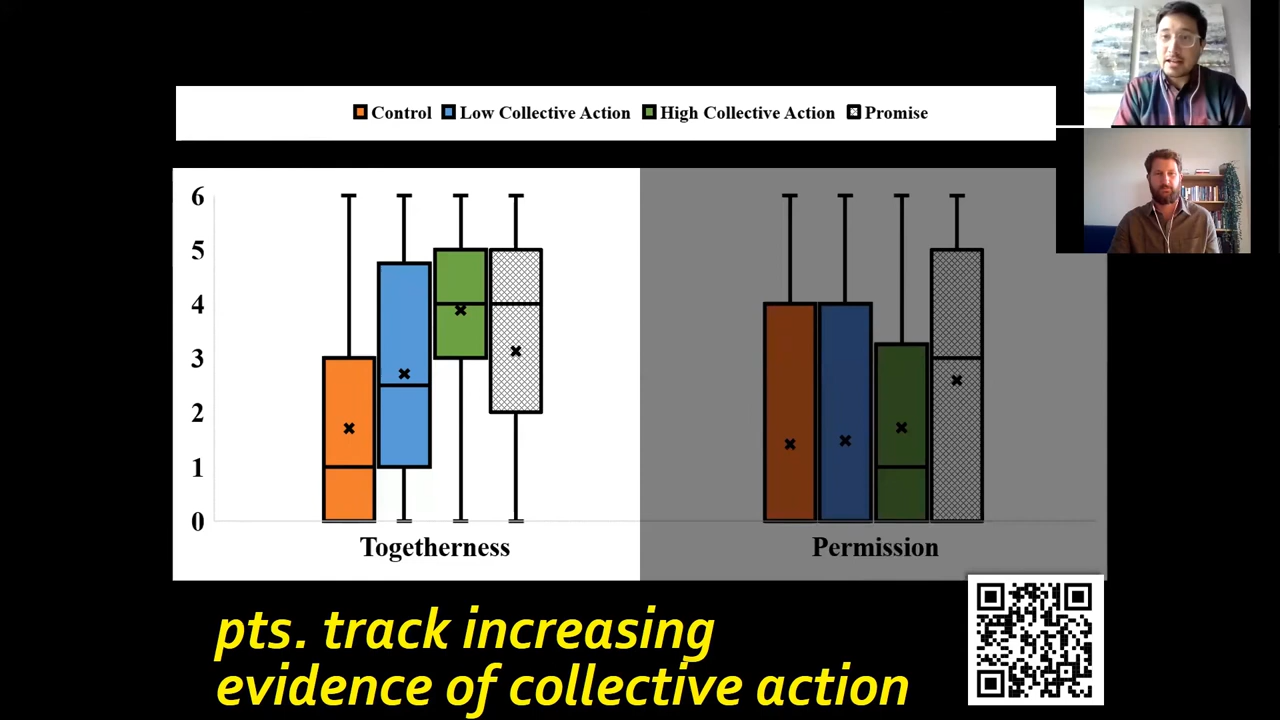 Control Low Collective Action High Collective Action Promise
6
5
4
3
2
1
0
Togetherness Permission
pts. track increasing
evidence of collective action